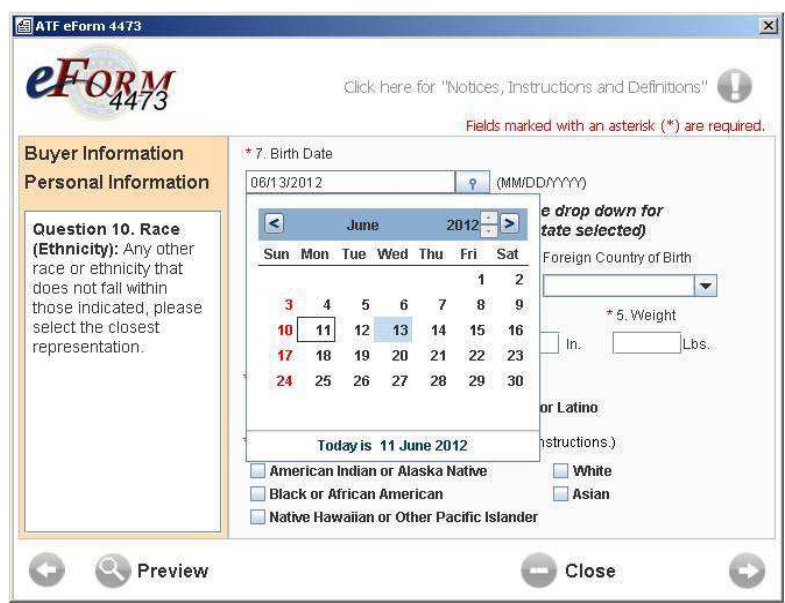 ATF eForm 4473
eFORM
4473
Click here for "Notices, Instructions and Definitions"
Fields marked with an asterisk (*) are required.
Buyer Information
Personal Information
Question 10. Race
(Ethnicity): Any other
race or ethnicity that
does not fall within
those indicated, please
select the closest
representation.
* 7. Birth Date
06/13/2012 (MM/DD/YYYY)
e drop down for
tate selected)
Foreign Country of Birth
* 5. Weight
In. Lbs.
June 2012
Sun Mon Tue Wed Thu Fri Sat
1 2
3 4 5 6 7 8 9
10 11 12 13 14 15 16
17 18 19 20 21 22 23
24 25 26 27 28 29 30
Today is 11 June 2012
or Latino
nstructions.)
American Indian or Alaska Native White
Black or African American Asian
Native Hawaiian or Other Pacific Islander
Preview Close